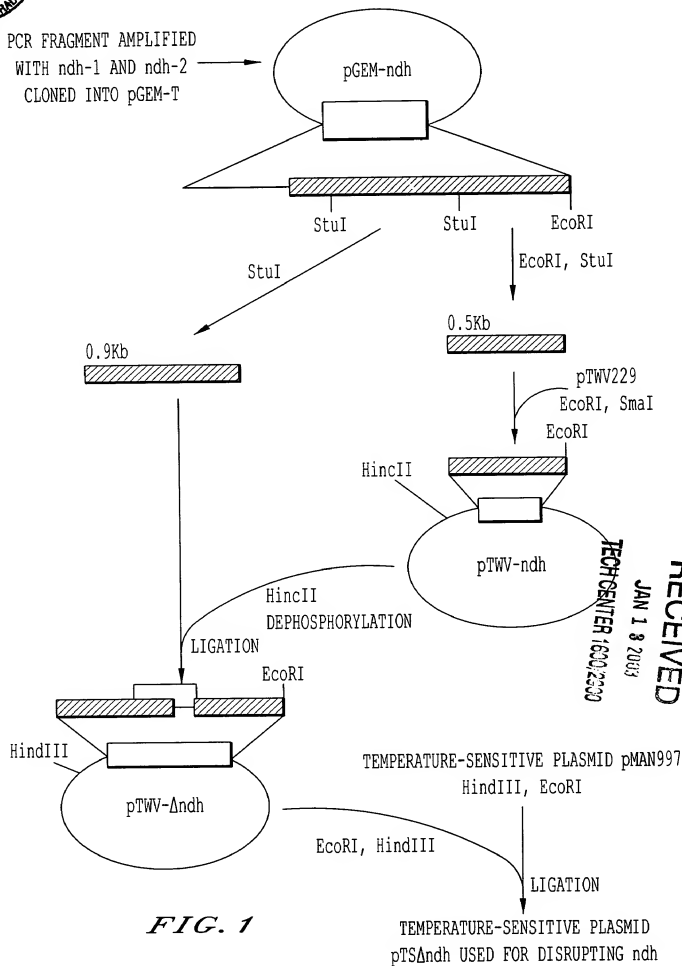 PCR FRAGMENT AMPLIFIED
WITH ndh-1 AND ndh-2
CLONED INTO pGEM-T
pGEM-ndh
StuI
StuI
EcoRI
StuI
EcoRI, StuI
0.9Kb
0.5Kb
pTWV229
EcoRI, SmaI
EcoRI
HincII
pTWV-ndh
HincII
DEPHOSPHORYLATION
LIGATION
EcoRI
HindIII
pTWV-Δndh
TEMPERATURE-SENSITIVE PLASMID pMAN997
HindIII, EcoRI
EcoRI, HindIII
LIGATION
TEMPERATURE-SENSITIVE PLASMID
pTSΔndh USED FOR DISRUPTING ndh
FIG. 1
RECEIVED
JAN 13 2003
TECH CENTER 1600/2900